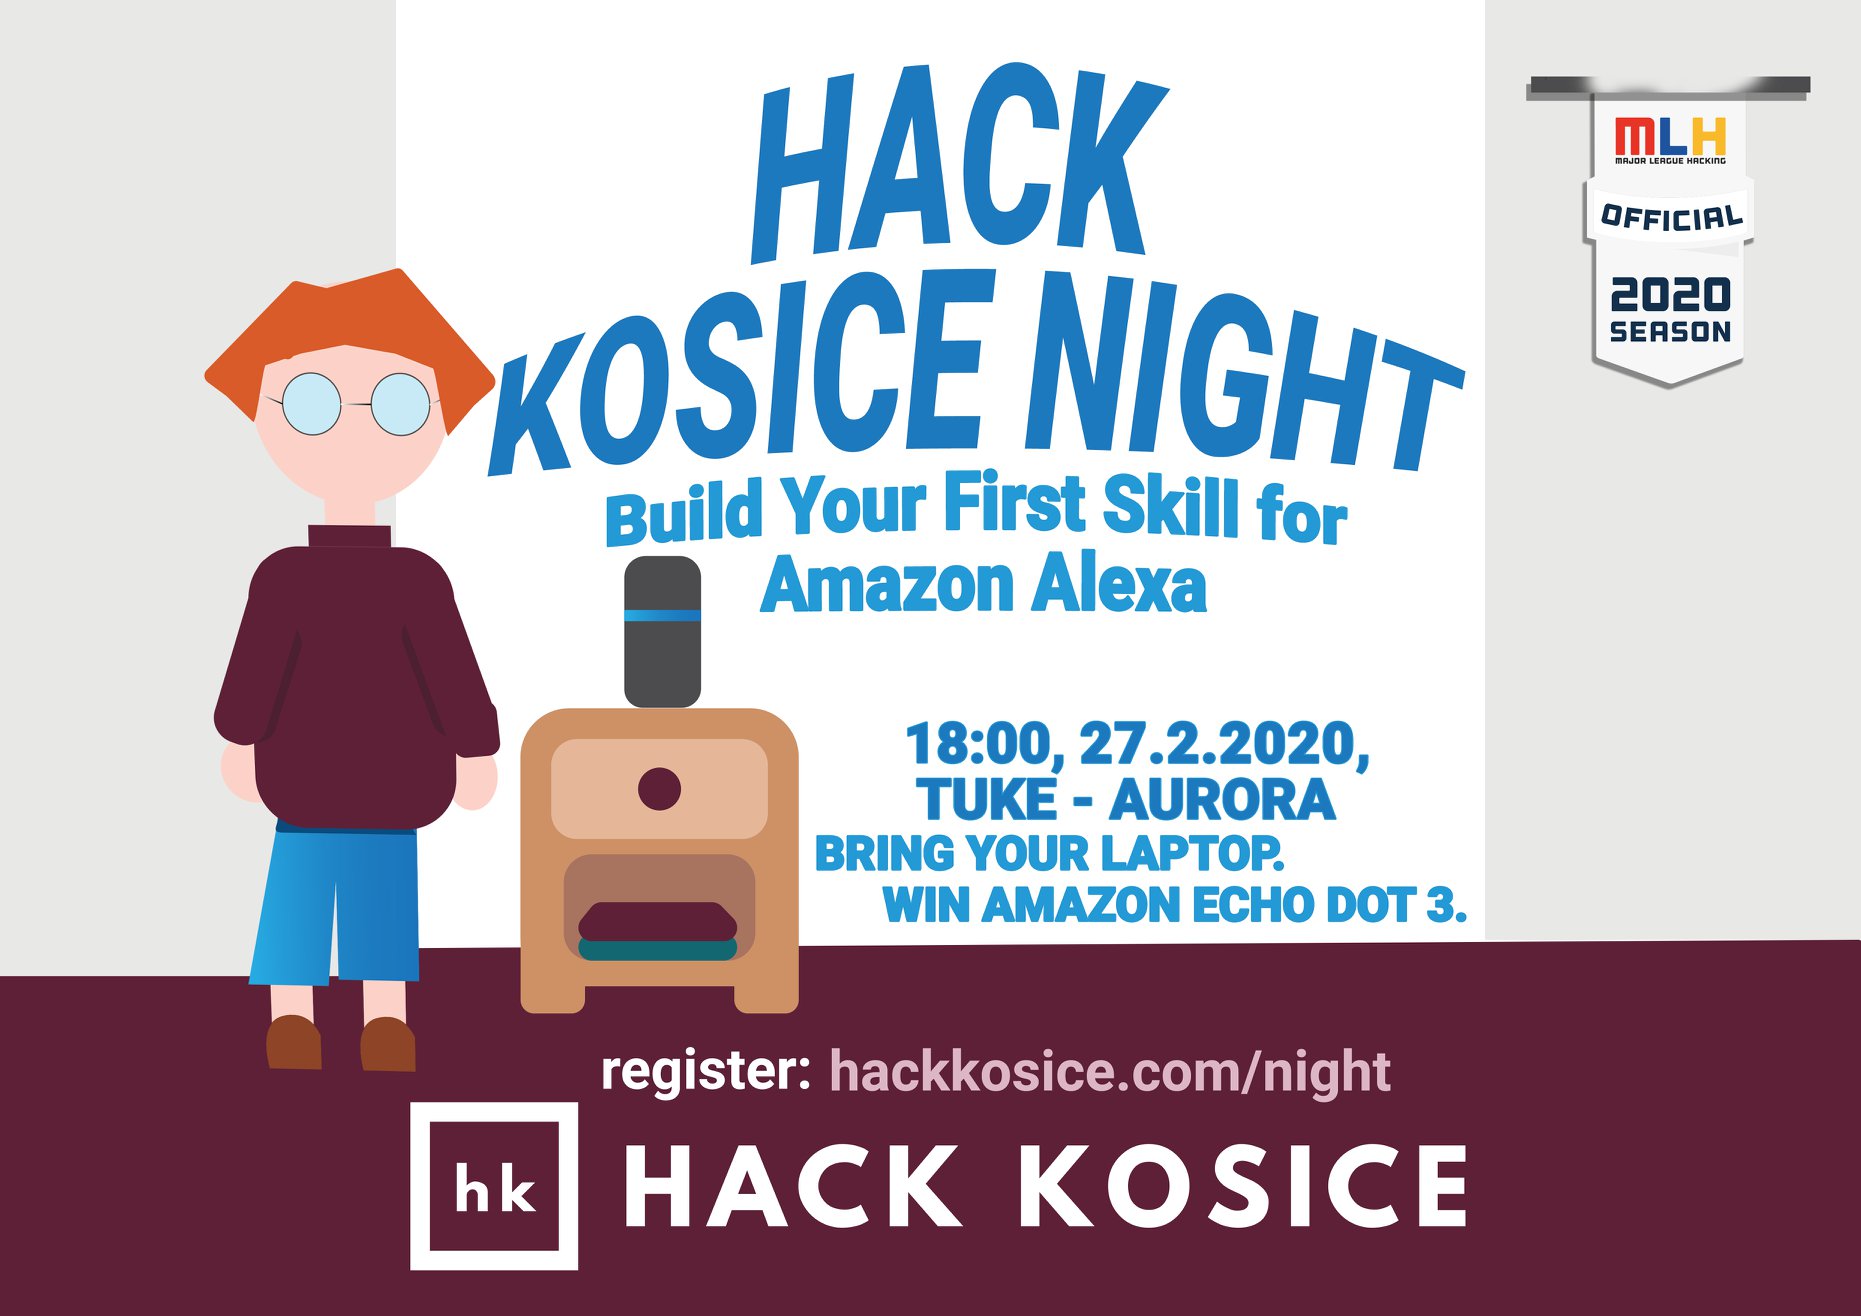 HACK
KOSICE NIGHT
Build Your First Skill for
Amazon Alexa
18:00, 27.2.2020,
TUKE - AURORA
BRING YOUR LAPTOP.
WIN AMAZON ECHO DOT 3.
MLH
MAJOR LEAGUE HACKING
OFFICIAL
2020
SEASON
register: hackkosice.com/night
hk
HACK KOSICE